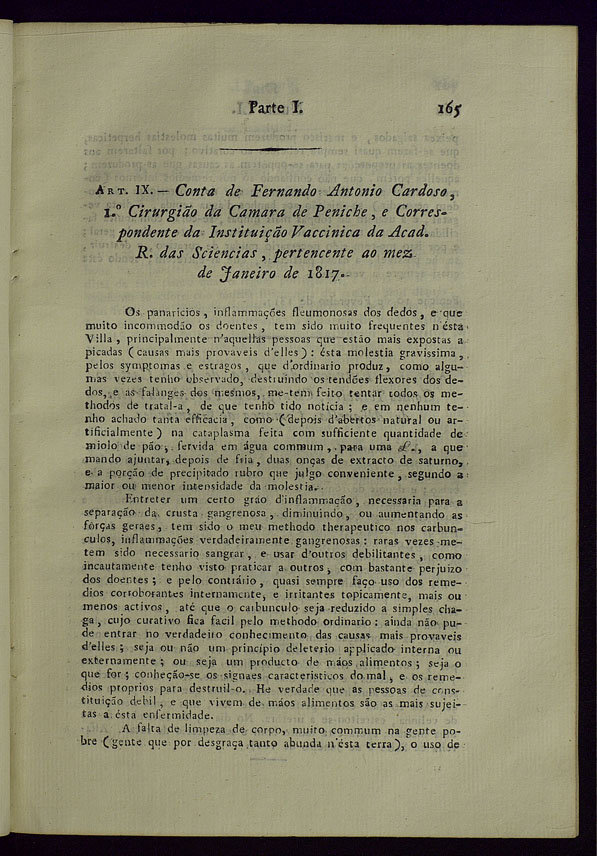 Parte I. 165
ART. IX. — Conta de Fernando Antonio Cardoso,
1.º Cirurgião da Camara de Peniche, e Corres-
pondente da Instituição Vaccinica da Acad.
R. das Sciencias, pertencente ao mez
de Janeiro de 1817.
Os panaricios, inflammações fleumonosas dos dedos, e que
muito incommodão os doentes, tem sido muito frequentes n'ésta
Villa, principalmente n'aquellas pessoas que estão mais expostas a
picadas (causas mais provaveis d'elles): ésta molestia gravissima,
pelos symptomas e estragos, que d'ordinario produz, como algu-
mas vezes tenho observado, destruindo os tendões flexores dos de-
dos, e as falanges dos mesmos, me-tem feito tentar todos os me-
thodos de tratal-a, de que tenho tido notícia; e em nenhum te-
nho achado tanta efficacia, como (depois d'abertos natural ou ar-
tificialmente) na cataplasma feita com sufficiente quantidade de
miolo de pão, fervida em água commum, para uma ℔., a que
mando ajuntar, depois de fria, duas onças de extracto de saturno,
e a porção de precipitado rubro que julgo conveniente, segundo a
maior ou menor intensidade da molestia.
Entreter um certo gráo d'inflammação, necessaria para a
separação da crusta gangrenosa, diminuindo, ou aumentando as
fôrças geraes, tem sido o meu methodo therapeutico nos carbun-
culos, inflammações verdadeiramente gangrenosas: raras vezes me-
tem sido necessario sangrar, e usar d'outros debilitantes, como
incautamente tenho visto praticar a outros, com bastante perjuizo
dos doentes; e pelo contrário, quasi sempre faço uso dos reme-
dios corroborantes internamente, e irritantes topicamente, mais ou
menos activos, até que o carbunculo seja reduzido a simples cha-
ga, cujo curativo fica facil pelo methodo ordinario: ainda não pu-
de entrar no verdadeiro conhecimento das causas mais provaveis
d'elles; seja ou não um princípio deleterio applicado interna ou
externamente; ou seja um producto de máos alimentos; seja o
que for; conheção-se os signaes caracteristicos do mal, e os reme-
dios proprios para destruil-o. He verdade que as pessoas de cons-
tituição debil, e que vivem de máos alimentos são as mais sujei-
tas a ésta enfermidade.
A falta de limpeza de corpo, muito commum na gente po-
bre (gente que por desgraça tanto abunda n'ésta terra), o uso de